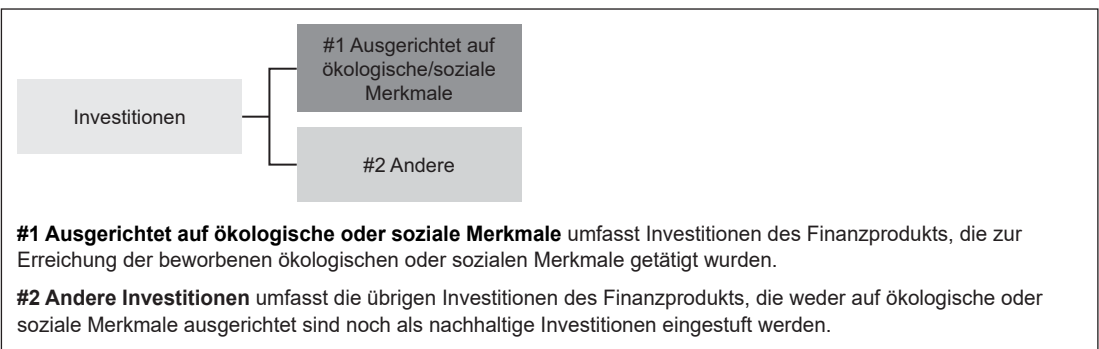 #1 Ausgerichtet auf
ökologische/soziale
Merkmale
Investitionen
#2 Andere
#1 Ausgerichtet auf ökologische oder soziale Merkmale umfasst Investitionen des Finanzprodukts, die zur
Erreichung der beworbenen ökologischen oder sozialen Merkmale getätigt wurden.
#2 Andere Investitionen umfasst die übrigen Investitionen des Finanzprodukts, die weder auf ökologische oder
soziale Merkmale ausgerichtet sind noch als nachhaltige Investitionen eingestuft werden.